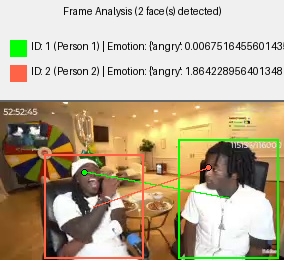 Frame Analysis (2 face(s) detected)
ID: 1 (Person 1) | Emotion: {'angry': 0.0067516455601435
ID: 2 (Person 2) | Emotion: {'angry': 1.864228956401348
52:52:45